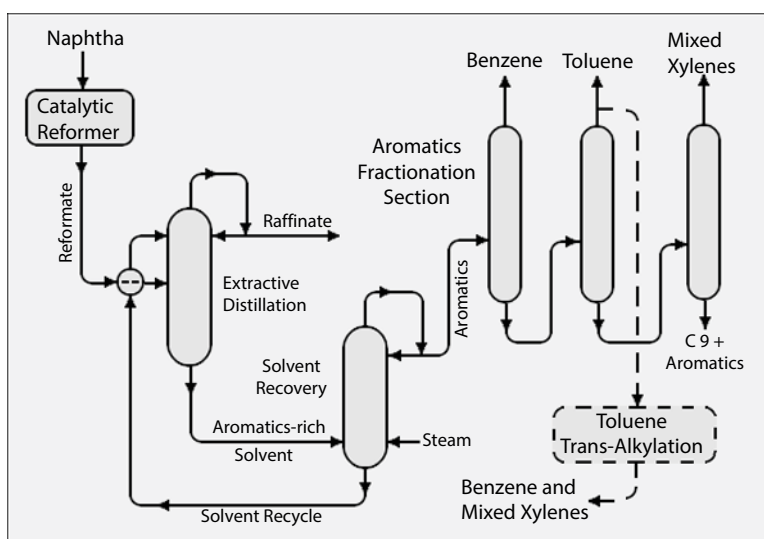 Naphtha
Catalytic
Reformer
Reformate
Raffinate
Extractive
Distillation
Aromatics-rich
Solvent
Solvent
Recovery
Steam
Solvent Recycle
Aromatics
Aromatics
Fractionation
Section
Benzene
Toluene
Mixed
Xylenes
C 9 +
Aromatics
Toluene
Trans-Alkylation
Benzene and
Mixed Xylenes